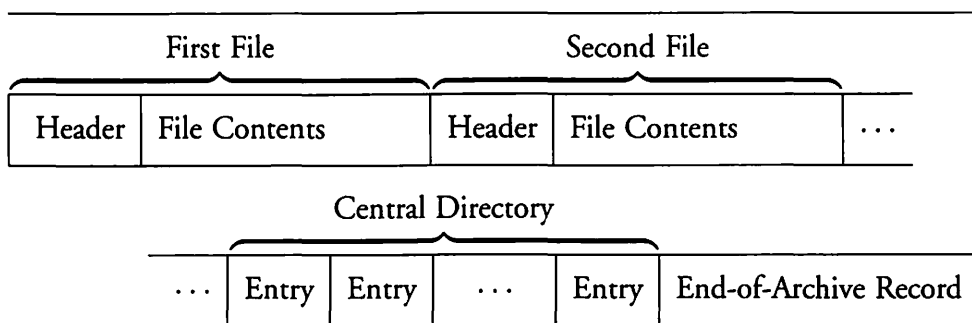 First File Second File
Header File Contents Header File Contents ...
Central Directory
... Entry Entry ... Entry End-of-Archive Record